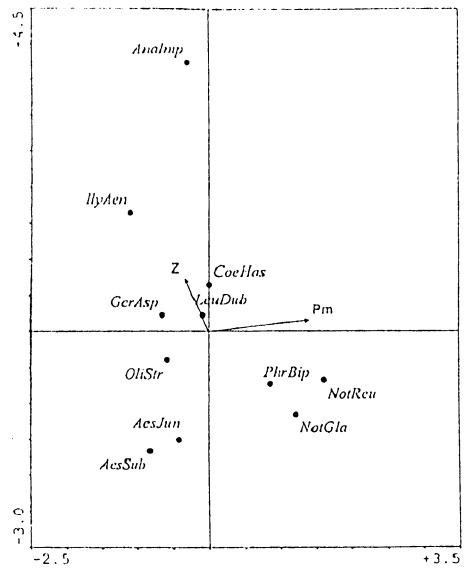 -4.5
AnaImp
IlyAen
CoeHas
Z
GerAsp
LeuDub
Pm
OliStr
PhrBip
NotReu
AesJun
NotGla
AesSub
-3.0
-2.5
+3.5